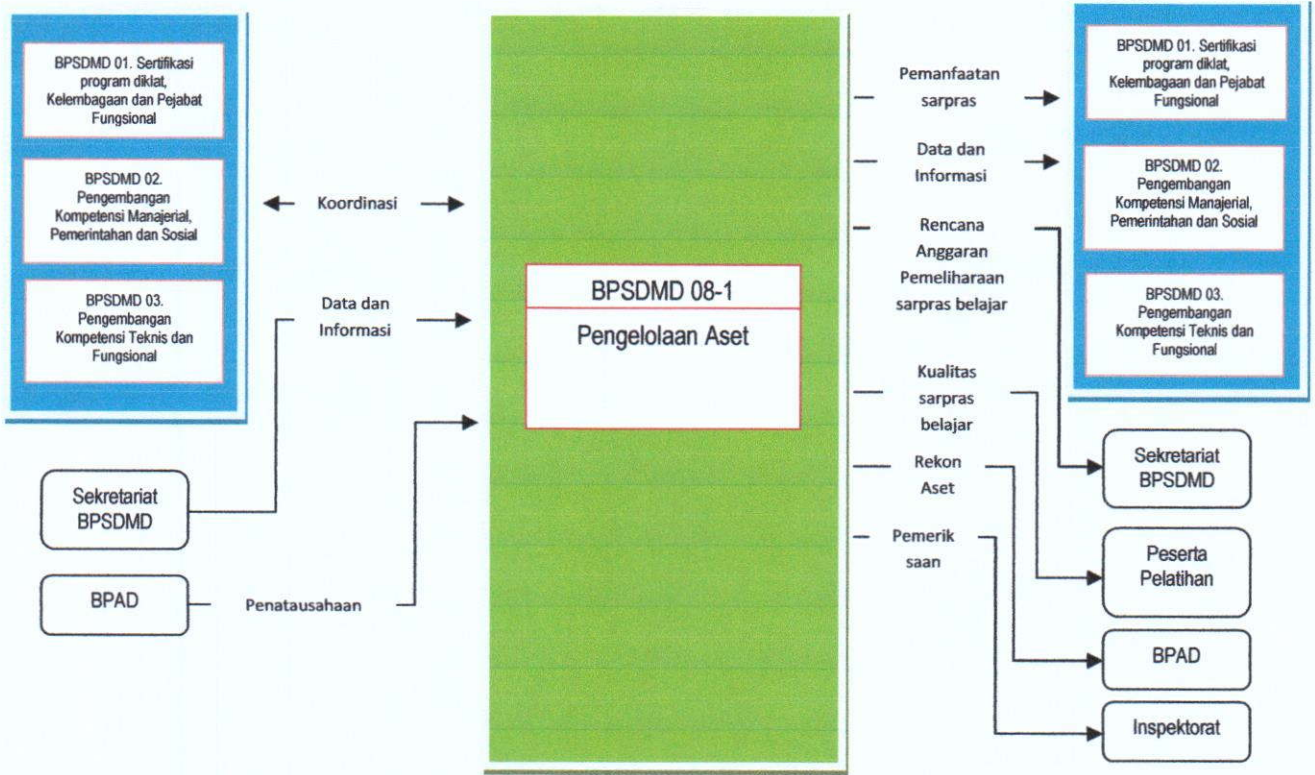 BPSDMD 01. Sertifikasi
program diklat,
Kelembagaan dan Pejabat
Fungsional
BPSDMD 02.
Pengembangan
Kompetensi Manajerial,
Pemerintahan dan Sosial
BPSDMD 03.
Pengembangan
Kompetensi Teknis dan
Fungsional
Sekretariat
BPSDMD
BPAD
Koordinasi
Data dan
Informasi
Penatausahaan
BPSDMD 08-1
Pengelolaan Aset
Pemanfaatan
sarpras
Data dan
Informasi
Rencana
Anggaran
Pemeliharaan
sarpras belajar
Kualitas
sarpras
belajar
Rekon
Aset
Pemerik
saan
BPSDMD 01. Sertifikasi
program diklat,
Kelembagaan dan Pejabat
Fungsional
BPSDMD 02.
Pengembangan
Kompetensi Manajerial,
Pemerintahan dan Sosial
BPSDMD 03.
Pengembangan
Kompetensi Teknis dan
Fungsional
Sekretariat
BPSDMD
Peserta
Pelatihan
BPAD
Inspektorat